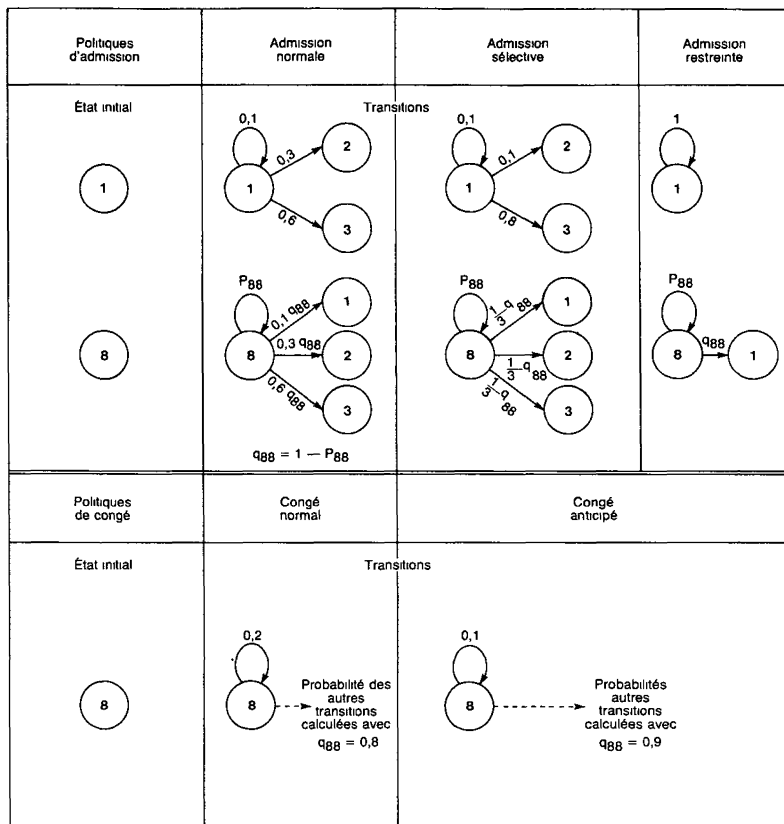 Politiques d'admission
Admission normale
Admission sélective
Admission restreinte
État initial
Transitions
0,1
0,3
2
1
0,6
3
0,1
0,1
2
1
0,8
3
1
1
1
P88
0,1 q88
1
8
0,3 q88
2
0,6 q88
3
q88 = 1 — P88
P88
1/3 q88
1
8
1/3 q88
2
1/3 q88
3
P88
8
q88
1
8
Politiques de congé
Congé normal
Congé anticipé
État initial
Transitions
8
0,2
8
Probabilité des
autres
transitions
calculées avec
q88 = 0,8
0,1
8
Probabilités
autres
transitions
calculées avec
q88 = 0,9